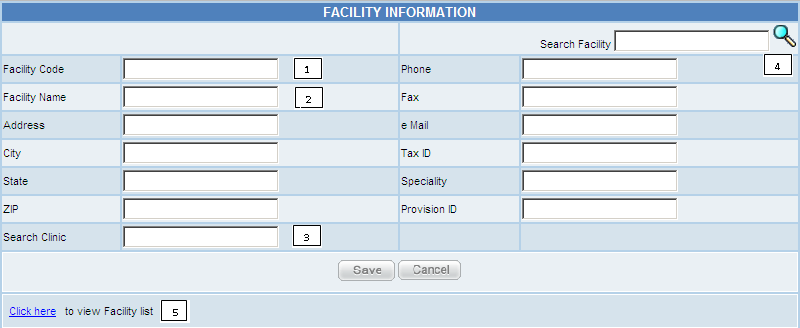 FACILITY INFORMATION
Search Facility
Facility Code 1 Phone 4
Facility Name 2 Fax
Address e Mail
City Tax ID
State Speciality
ZIP Provision ID
Search Clinic 3
Save Cancel
Click here to view Facility list 5